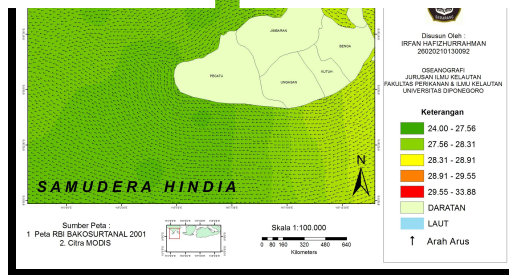 SEMARANG
Disusun Oleh :
IRFAN HAFIZHURRAHMAN
26020210130092
OSEANOGRAFI
JURUSAN ILMU KELAUTAN
FAKULTAS PERIKANAN & ILMU KELAUTAN
UNIVERSITAS DIPONEGORO
JIMBARAN
BENOA
PECATU
UNGASAN
KUTUH
SAMUDERA HINDIA
Keterangan
24.00 - 27.56
27.56 - 28.31
28.31 - 28.91
28.91 - 29.55
29.55 - 33.88
DARATAN
LAUT
Arah Arus
N
Sumber Peta :
1 Peta RBI BAKOSURTANAL 2001
2. Citra MODIS
Skala 1:100.000
0 80 160 320 480 640
Kilometers